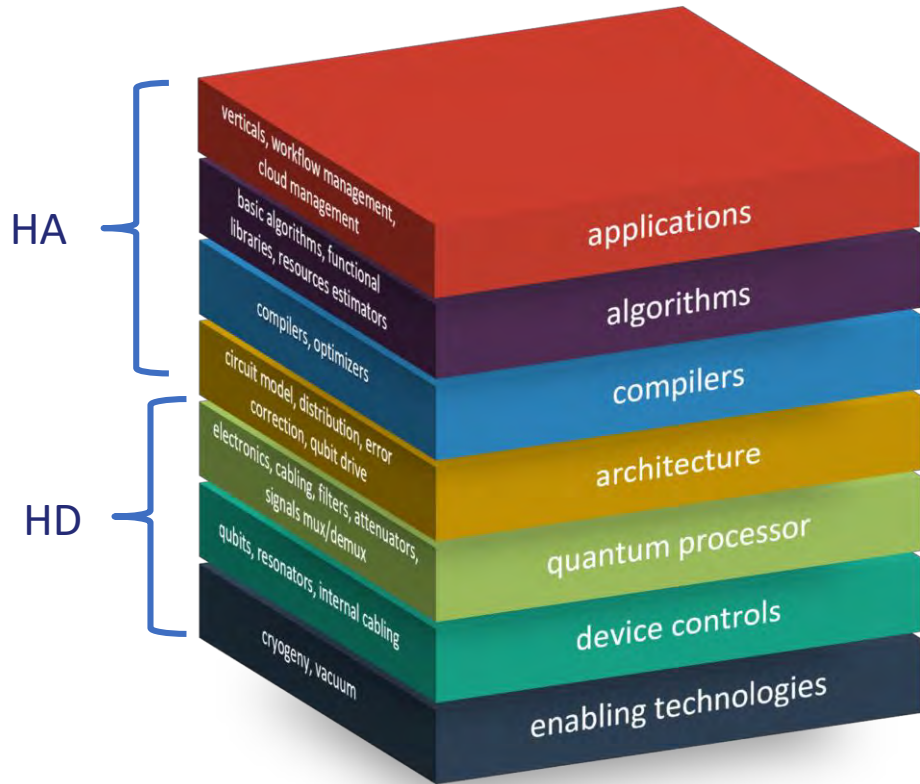 HA
HD
verticals, workflow management,
cloud management
applications
basic algorithms, functional
libraries, resources estimators
algorithms
compilers, optimizers
compilers
circuit model, distribution, error
correction, qubit drive
architecture
electronics, cabling, filters, attenuators,
signals mux/demux
quantum processor
qubits, resonators, internal cabling
device controls
cryogeny, vacuum
enabling technologies